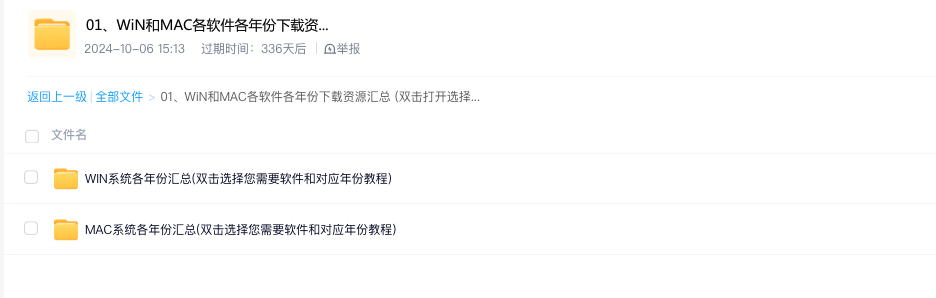 01、WiN和MAC各软件各年份下载资...
2024-10-06 15:13 过期时间：336天后 举报
返回上一级 | 全部文件 > 01、WiN和MAC各软件各年份下载资源汇总 (双击打开选择...
文件名
WIN系统各年份汇总(双击选择您需要软件和对应年份教程)
MAC系统各年份汇总(双击选择您需要软件和对应年份教程)